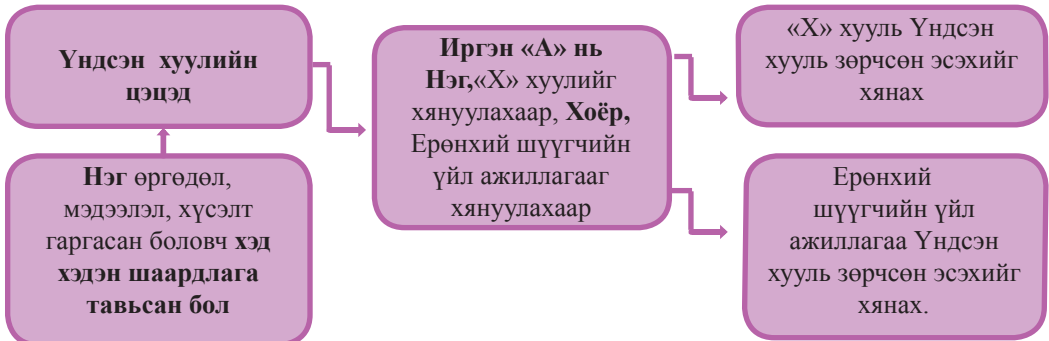 Үндсэн хуулийн
цэцэд
Нэг өргөдөл,
мэдээлэл, хүсэлт
гаргасан боловч хэд
хэдэн шаардлага
тавьсан бол
Иргэн «А» нь
Нэг,«Х» хуулийг
хянуулахаар, Хоёр,
Ерөнхий шүүгчийн
үйл ажиллагааг
хянуулахаар
«Х» хууль Үндсэн
хууль зөрчсөн эсэхийг
хянах
Ерөнхий
шүүгчийн үйл
ажиллагаа Үндсэн
хууль зөрчсөн эсэхийг
хянах.